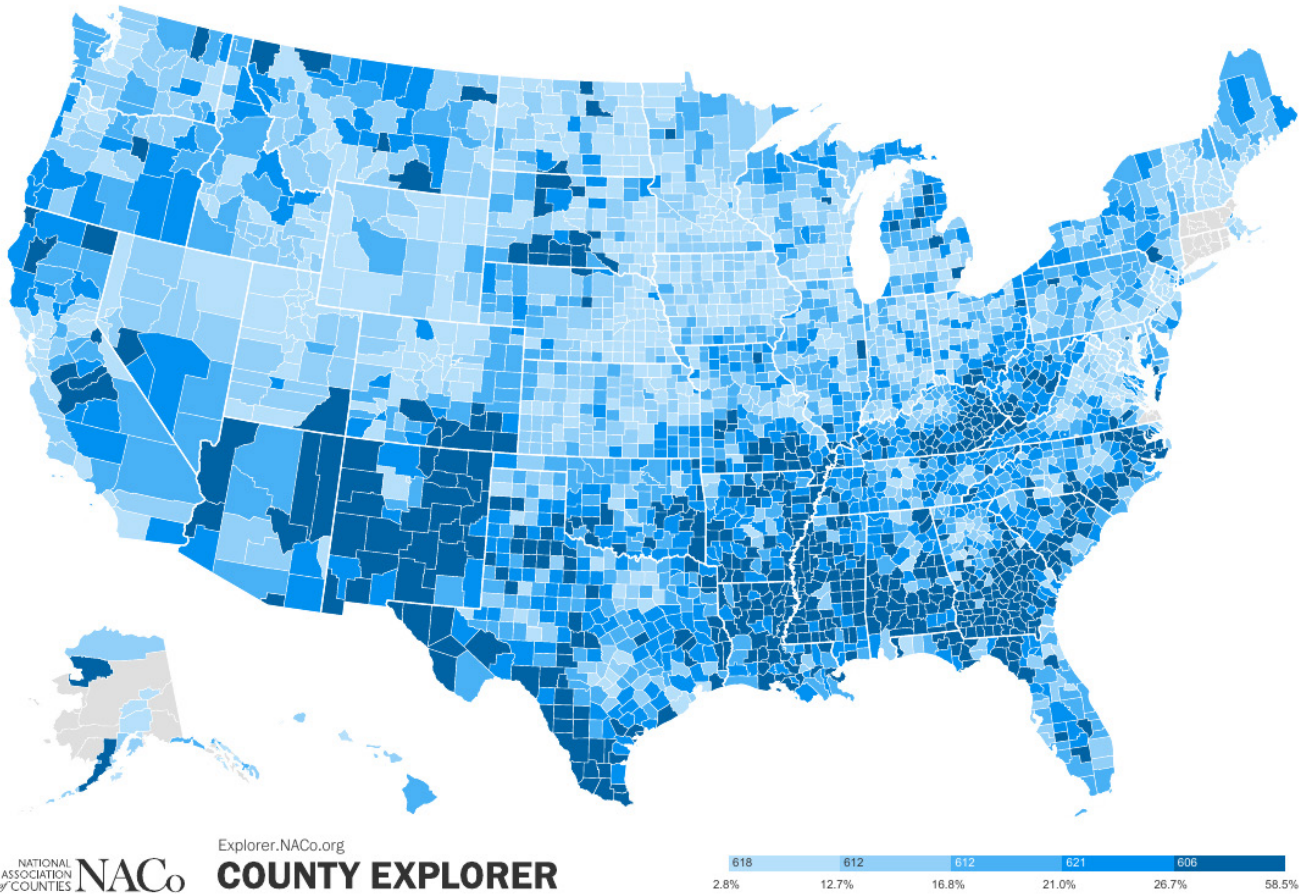 Explorer.NACo.org
NATIONAL
ASSOCIATION
of COUNTIES
NACo
COUNTY EXPLORER
618 612 612 621 606
2.8% 12.7% 16.8% 21.0% 26.7% 58.5%